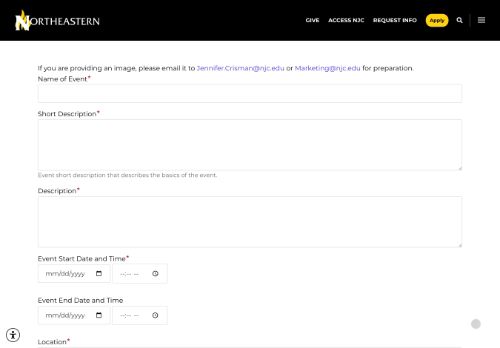 NORTHEASTERN
GIVE ACCESS NJC REQUEST INFO Apply
If you are providing an image, please email it to Jennifer.Crisman@njc.edu or Marketing@njc.edu for preparation.
Name of Event*
Short Description*
Event short description that describes the basics of the event.
Description*
Event Start Date and Time*
mm/dd/yyyy --:-- --
Event End Date and Time
mm/dd/yyyy --:-- --
Location*